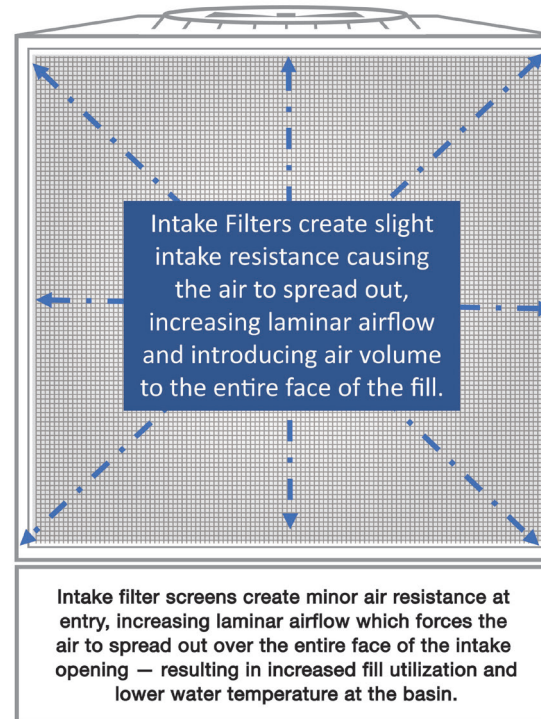 Intake Filters create slight
intake resistance causing
the air to spread out,
increasing laminar airflow
and introducing air volume
to the entire face of the fill.
Intake filter screens create minor air resistance at
entry, increasing laminar airflow which forces the
air to spread out over the entire face of the intake
opening — resulting in increased fill utilization and
lower water temperature at the basin.